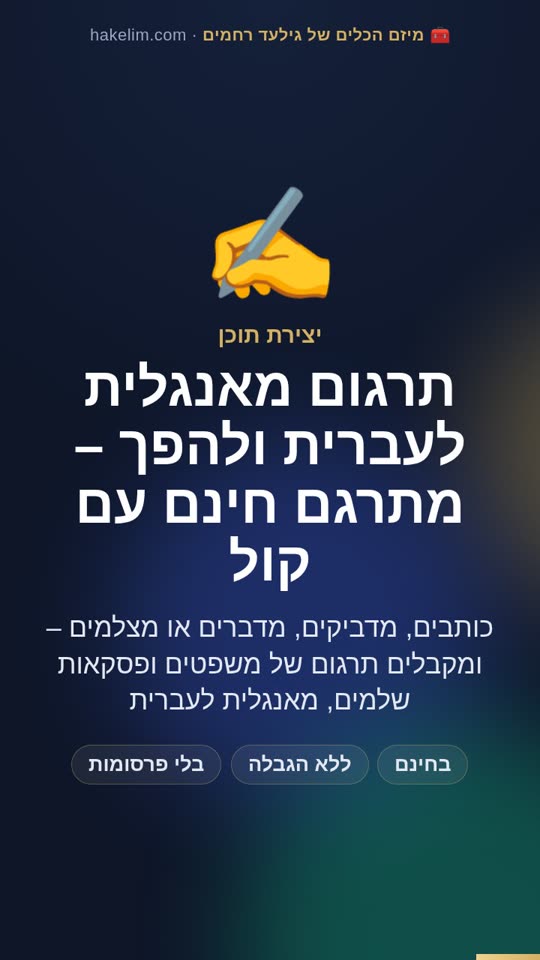 🧰 מיזם הכלים של גילעד רחמים · hakelim.com
יצירת תוכן
תרגום מאנגלית
לעברית ולהפך –
מתרגם חינם עם
קול
כותבים, מדביקים, מדברים או מצלמים –
ומקבלים תרגום של משפטים ופסקאות
שלמים, מאנגלית לעברית
בחינם
ללא הגבלה
בלי פרסומות